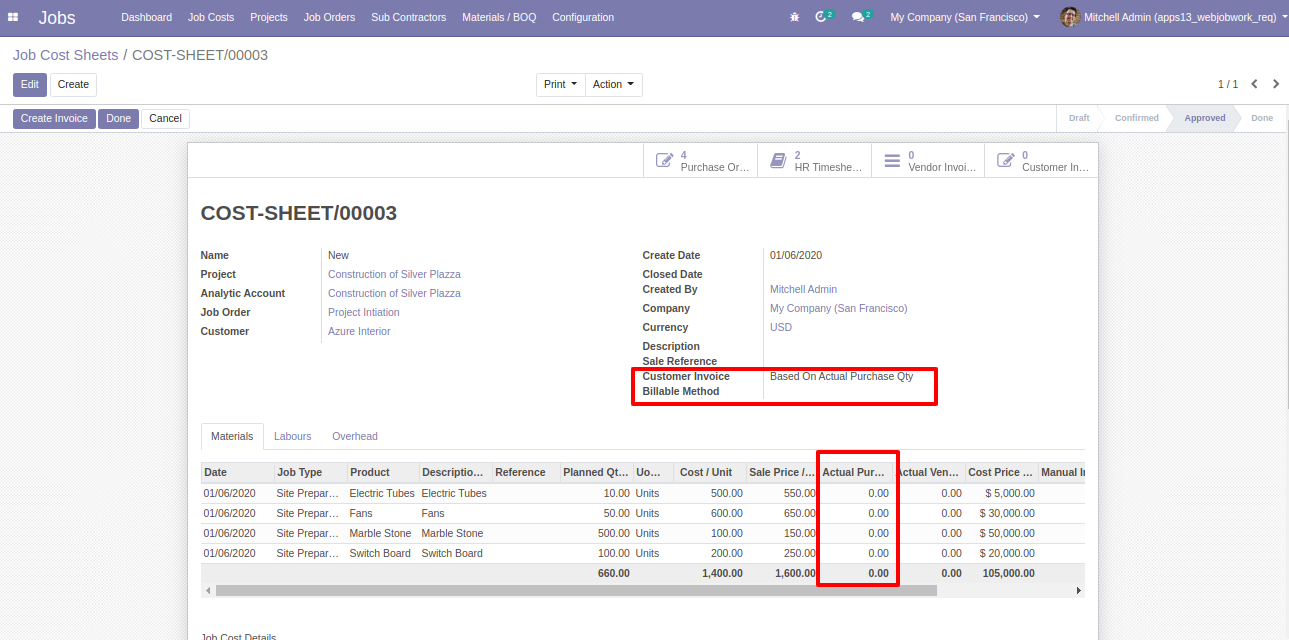 Jobs Dashboard Job Costs Projects Job Orders Sub Contractors Materials / BOQ Configuration 2 2 My Company (San Francisco) Mitchell Admin (apps13_webjobwork_req)
Job Cost Sheets / COST-SHEET/00003
Edit Create Print Action 1 / 1
Create Invoice Done Cancel Draft Confirmed Approved Done
4 Purchase Or... 2 HR Timeshe... 0 Vendor Invoi... 0 Customer In...
COST-SHEET/00003
Name New Create Date 01/06/2020
Project Construction of Silver Plazza Closed Date
Analytic Account Construction of Silver Plazza Created By Mitchell Admin
Job Order Project Intiation Company My Company (San Francisco)
Customer Azure Interior Currency USD
Description
Sale Reference
Customer Invoice Based On Actual Purchase Qty
Billable Method
Materials Labours Overhead
Date Job Type Product Descriptio... Reference Planned Qt... Uo... Cost / Unit Sale Price /... Actual Pur... Actual Ven... Cost Price ... Manual In
01/06/2020 Site Prepar... Electric Tubes Electric Tubes 10.00 Units 500.00 550.00 0.00 0.00 $ 5,000.00
01/06/2020 Site Prepar... Fans Fans 50.00 Units 600.00 650.00 0.00 0.00 $ 30,000.00
01/06/2020 Site Prepar... Marble Stone Marble Stone 500.00 Units 100.00 150.00 0.00 0.00 $ 50,000.00
01/06/2020 Site Prepar... Switch Board Switch Board 100.00 Units 200.00 250.00 0.00 0.00 $ 20,000.00
660.00 1,400.00 1,600.00 0.00 0.00 105,000.00
Job Cost Details